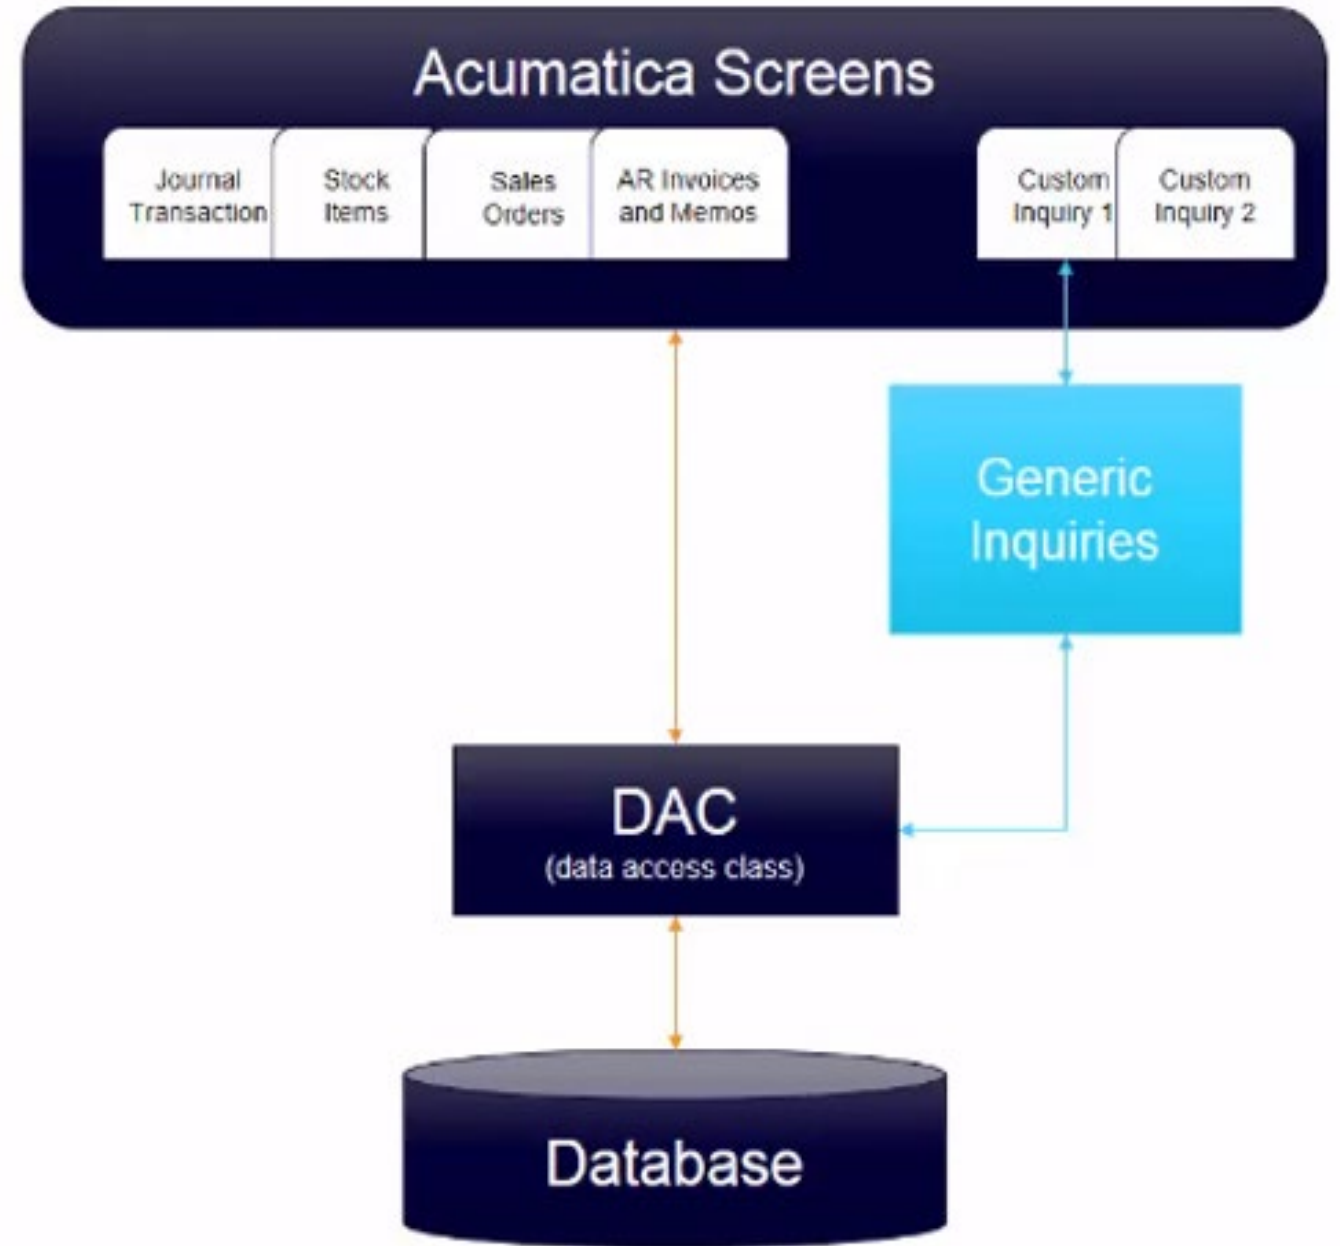 Acumatica Screens
Journal
Transaction
Stock
Items
Sales
Orders
AR Invoices
and Memos
Custom
Inquiry 1
Custom
Inquiry 2
Generic
Inquiries
DAC
(data access class)
Database